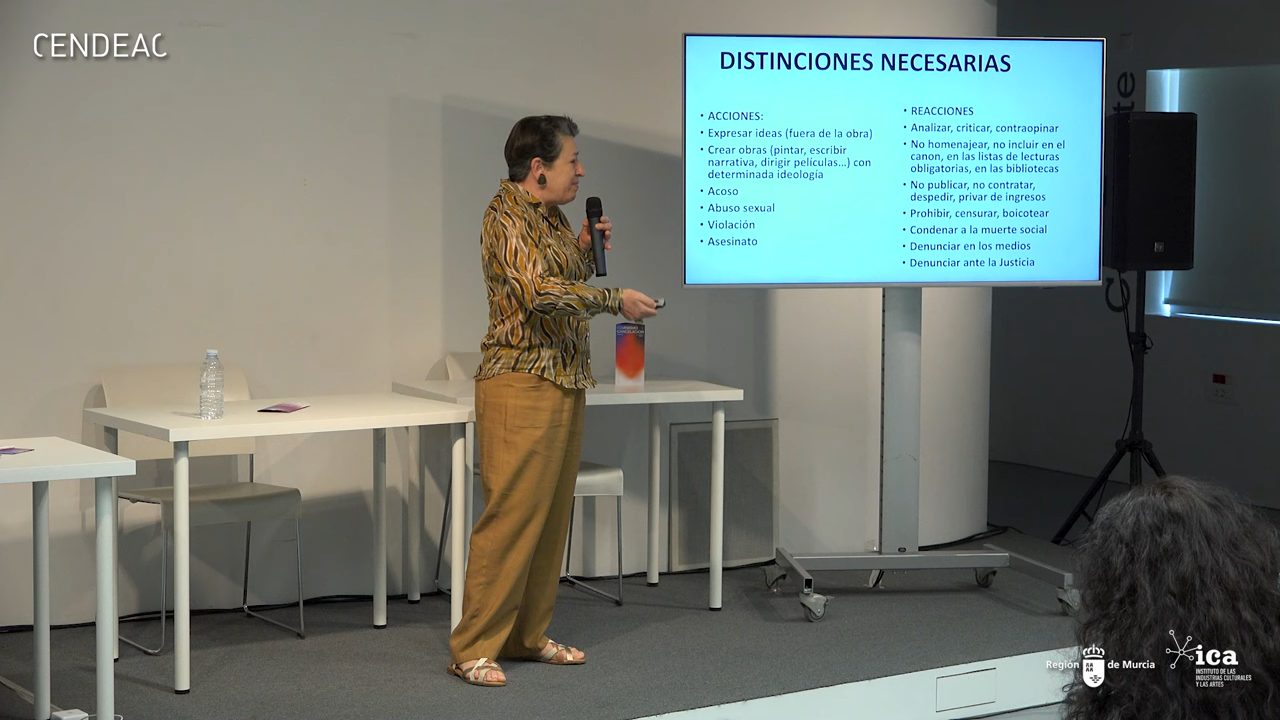 CENDEAC
DISTINCIONES NECESARIAS
• ACCIONES:
• Expresar ideas (fuera de la obra)
• Crear obras (pintar, escribir
narrativa, dirigir películas...) con
determinada ideología
• Acoso
• Abuso sexual
• Violación
• Asesinato
• REACCIONES
• Analizar, criticar, contraopinar
• No homenajear, no incluir en el
canon, en las listas de lecturas
obligatorias, en las bibliotecas
• No publicar, no contratar,
despedir, privar de ingresos
• Prohibir, censurar, boicotear
• Condenar a la muerte social
• Denunciar en los medios
• Denunciar ante la Justicia
Región de Murcia
ica
INSTITUTO DE LAS
INDUSTRIAS CULTURALES
Y LAS ARTES